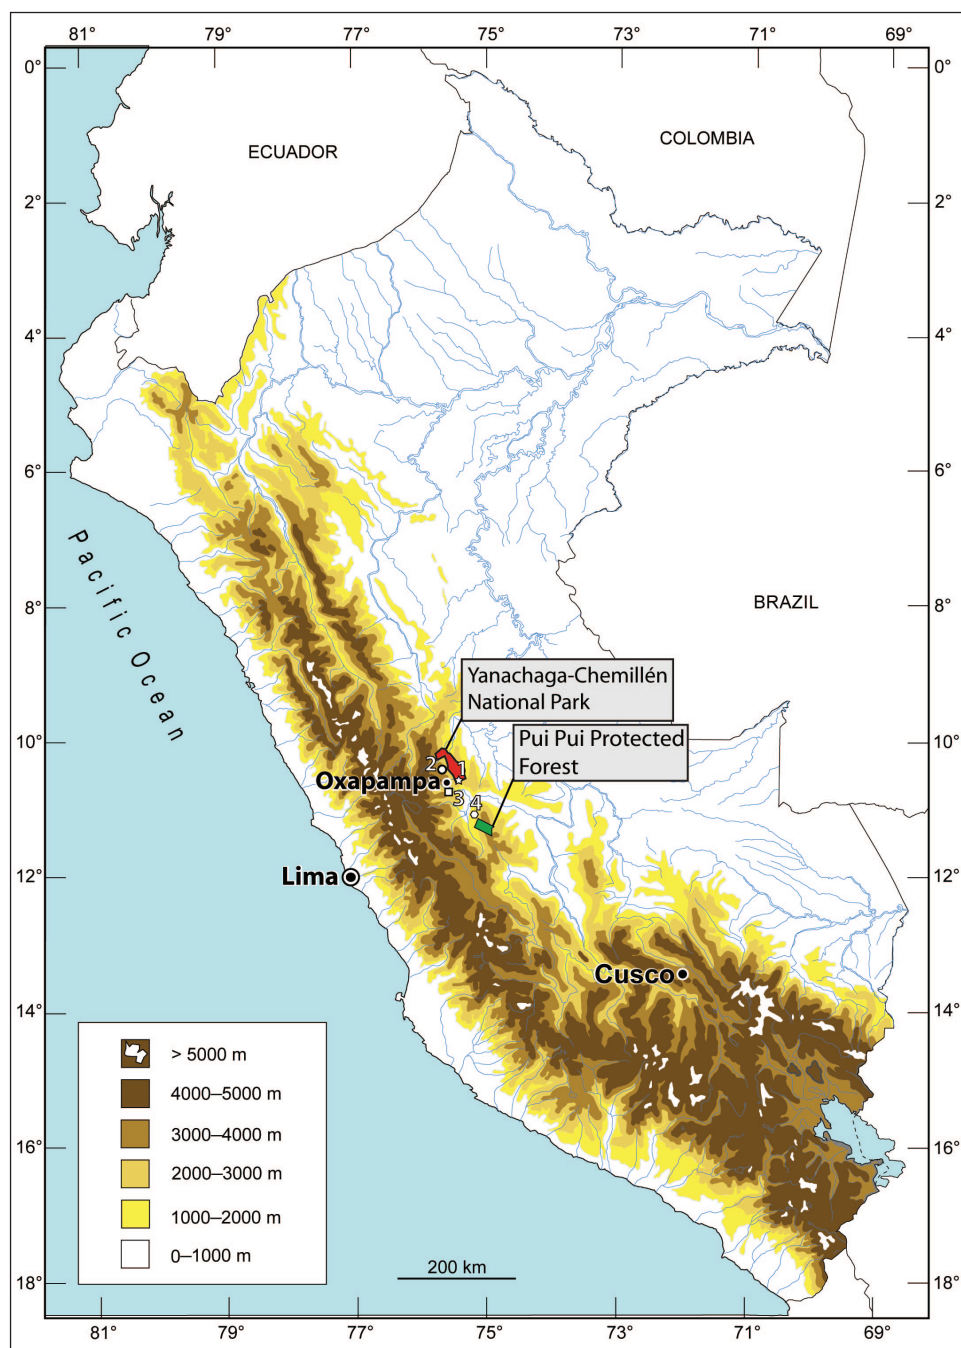 81° 79° 77° 75° 73° 71° 69°
0° 0°
COLOMBIA
ECUADOR
2° 2°
4° 4°
6° 6°
Pacific Ocean
8° 8°
BRAZIL
Yanachaga-Chemillén
National Park
10° 10°
Pui Pui Protected
Forest
2 1
Oxapampa
3 4
Lima
12° 12°
Cusco
14° 14°
> 5000 m
4000–5000 m
3000–4000 m
16° 16°
2000–3000 m
1000–2000 m
0–1000 m
200 km
18° 18°
81° 79° 77° 75° 73° 71° 69°